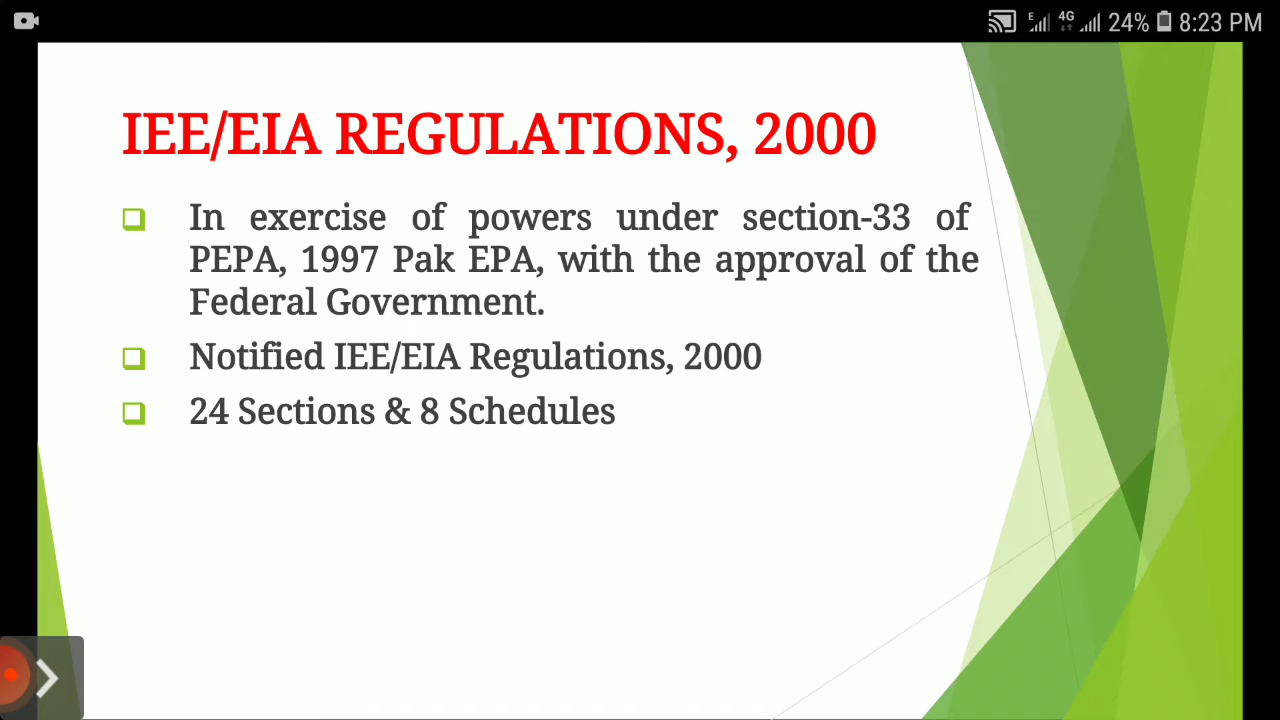 E 4G 24% 8:23 PM
IEE/EIA REGULATIONS, 2000
In exercise of powers under section-33 of
PEPA, 1997 Pak EPA, with the approval of the
Federal Government.
Notified IEE/EIA Regulations, 2000
24 Sections & 8 Schedules